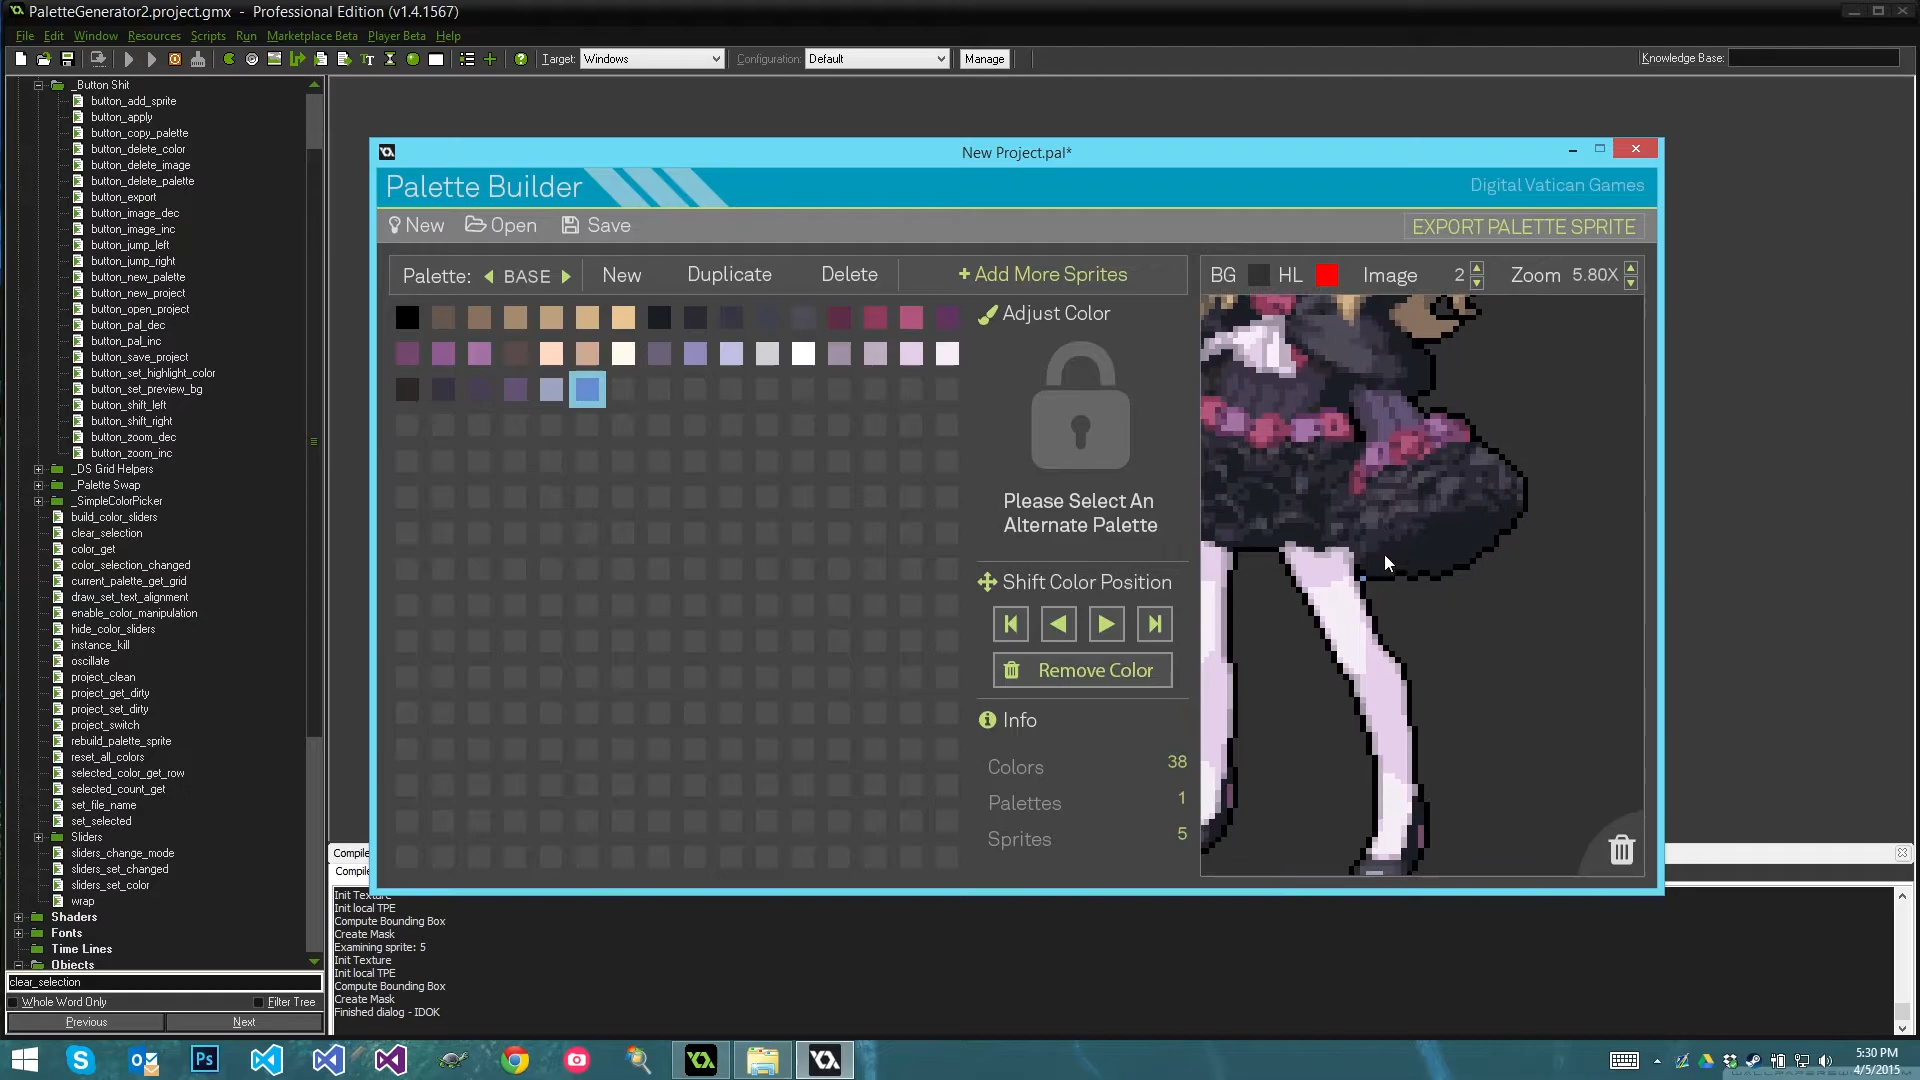 PaletteGenerator2.project.gmx - Professional Edition (v1.4.1567)
File Edit Window Resources Scripts Run Marketplace Beta Player Beta Help
Target: Windows Configuration: Default Manage Knowledge Base:
_Button Shit
button_add_sprite
button_apply
button_copy_palette
button_delete_color
button_delete_image
button_delete_palette
button_export
button_image_dec
button_image_inc
button_jump_left
button_jump_right
button_new_palette
button_new_project
button_open_project
button_pal_dec
button_pal_inc
button_save_project
button_set_highlight_color
button_set_preview_bg
button_shift_left
button_shift_right
button_zoom_dec
button_zoom_inc
_DS Grid Helpers
_Palette Swap
_SimpleColorPicker
build_color_sliders
clear_selection
color_get
color_selection_changed
current_palette_get_grid
draw_set_text_alignment
enable_color_manipulation
hide_color_sliders
instance_kill
oscillate
project_clean
project_get_dirty
project_set_dirty
project_switch
rebuild_palette_sprite
reset_all_colors
selected_color_get_row
selected_count_get
set_file_name
set_selected
Sliders
sliders_change_mode
sliders_set_changed
sliders_set_color
wrap
Shaders
Fonts
Time Lines
Objects
clear_selection
Whole Word Only Filter Tree
Previous Next
New Project.pal*
Palette Builder Digital Vatican Games
New Open Save EXPORT PALETTE SPRITE
Palette: BASE New Duplicate Delete + Add More Sprites
BG HL Image 2 Zoom 5.80X
Adjust Color
Please Select An
Alternate Palette
Shift Color Position
Remove Color
Info
Colors 38
Palettes 1
Sprites 5
Compile
Compile
Init Texture
Init local TPE
Compute Bounding Box
Create Mask
Examining sprite: 5
Init Texture
Init local TPE
Compute Bounding Box
Create Mask
Finished dialog - IDOK
5:30 PM
4/5/2015